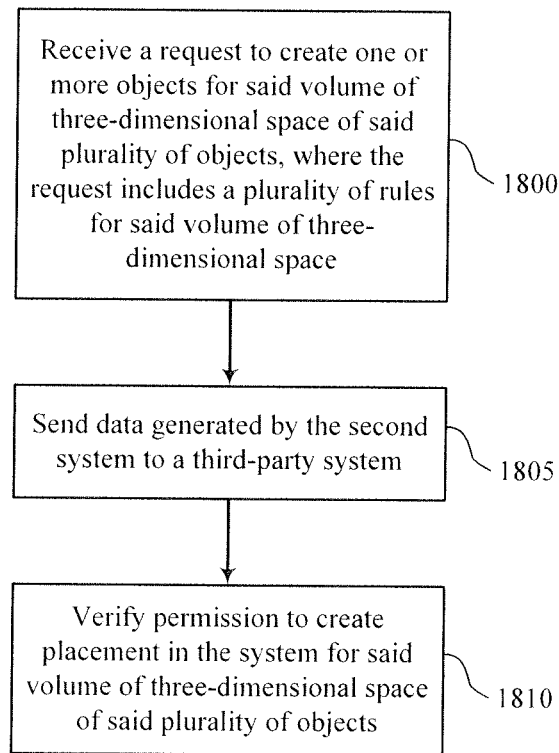 Receive a request to create one or
more objects for said volume of
three-dimensional space of said
plurality of objects, where the
request includes a plurality of rules
for said volume of three-
dimensional space
1800
Send data generated by the second
system to a third-party system
1805
Verify permission to create
placement in the system for said
volume of three-dimensional space
of said plurality of objects
1810